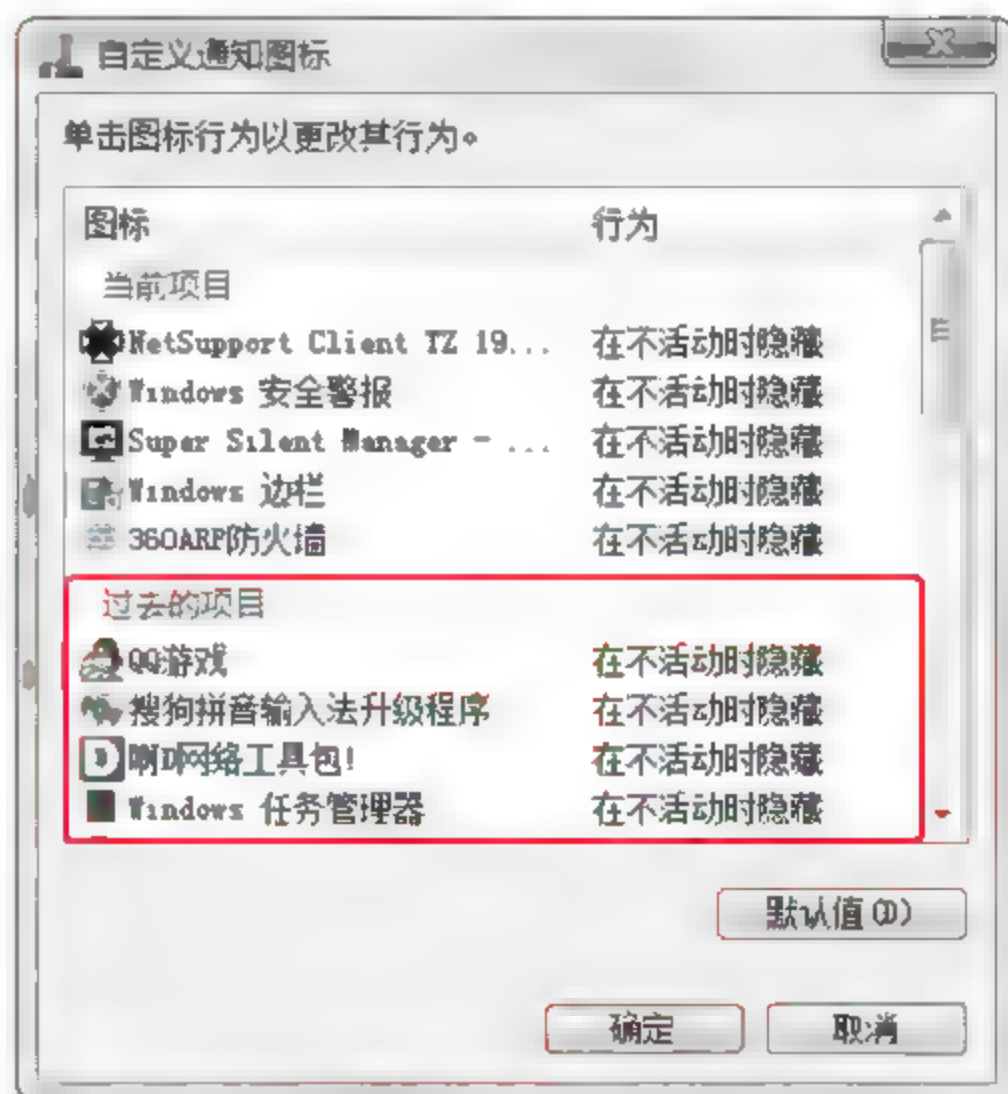 自定义通知图标
单击图标行为以更改其行为。
图标 行为
当前项目
NetSupport Client TZ 19... 在不活动时隐藏
Windows 安全警报 在不活动时隐藏
Super Silent Manager - ... 在不活动时隐藏
Windows 边栏 在不活动时隐藏
360ARP防火墙 在不活动时隐藏
过去的项目
QQ游戏 在不活动时隐藏
搜狗拼音输入法升级程序 在不活动时隐藏
啊D网络工具包! 在不活动时隐藏
Windows 任务管理器 在不活动时隐藏
默认值(D)
确定 取消